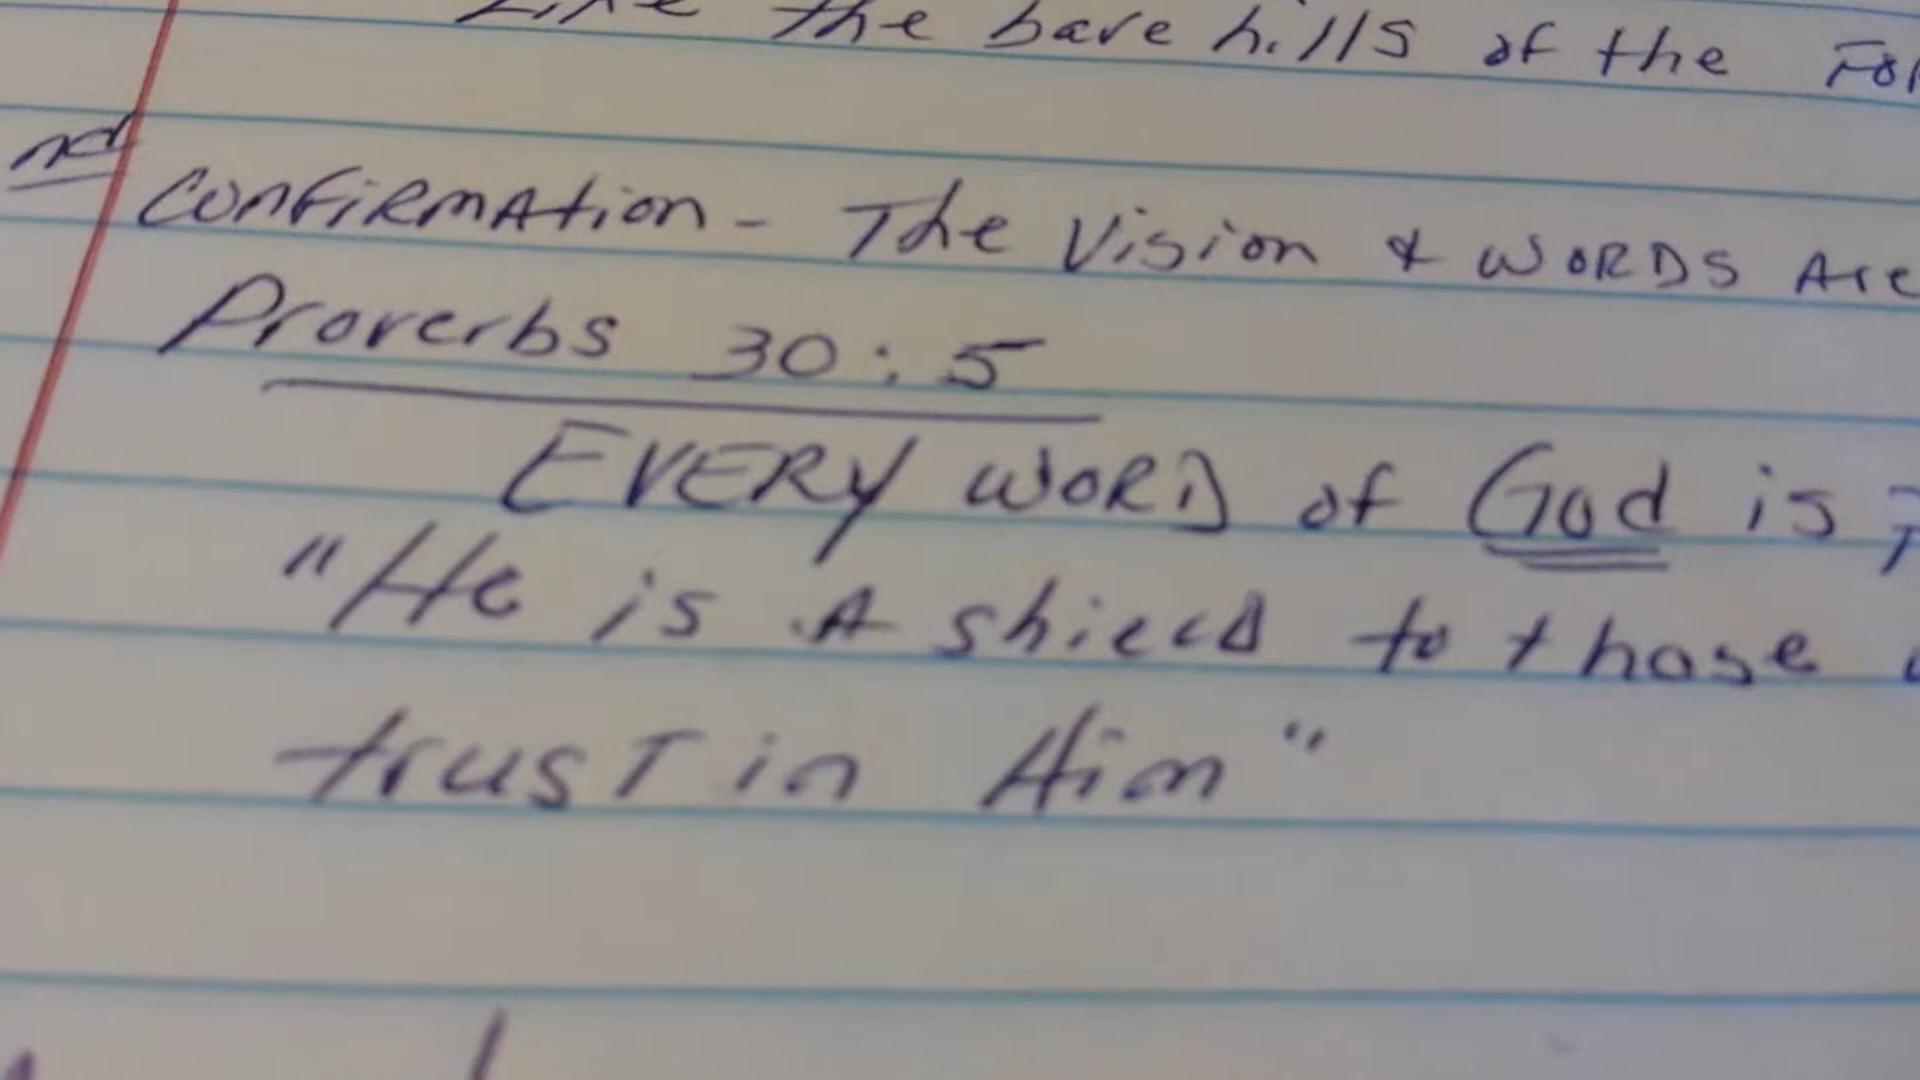 the bare hills of the
nd Confirmation - The Vision & words Are
Proverbs 30:5
EVERY WORD of God is
"He is A shield to those
trust in Him"